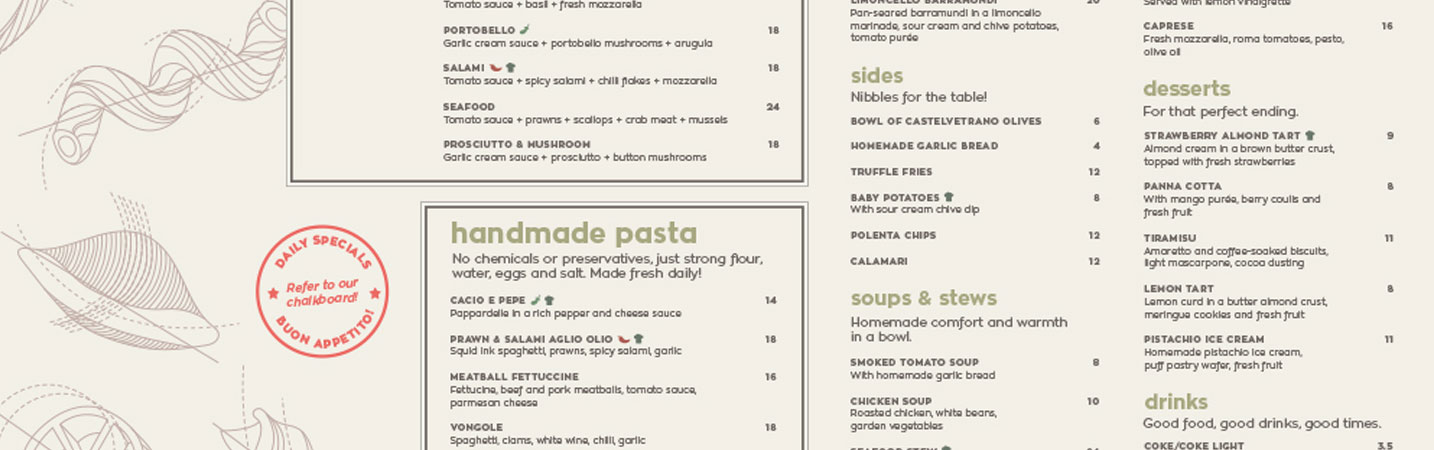 Tomato sauce + basil + fresh mozzarella
PORTOBELLO 18
Garlic cream sauce + portobello mushrooms + arugula
SALAMI 18
Tomato sauce + spicy salami + chilli flakes + mozzarella
SEAFOOD 24
Tomato sauce + prawns + scallops + crab meat + mussels
PROSCIUTTO & MUSHROOM 18
Garlic cream sauce + prosciutto + button mushrooms
DAILY SPECIALS
Refer to our
chalkboard!
BUON APPETITO!
handmade pasta
No chemicals or preservatives, just strong flour,
water, eggs and salt. Made fresh daily!
CACIO E PEPE 14
Pappardelle in a rich pepper and cheese sauce
PRAWN & SALAMI AGLIO OLIO 18
Squid ink spaghetti, prawns, spicy salami, garlic
MEATBALL FETTUCCINE 16
Fettucine, beef and pork meatballs, tomato sauce,
parmesan cheese
VONGOLE 18
Spaghetti, clams, white wine, chilli, garlic
LIMONCELLO BARRAMUNDI 20
Pan-seared barramundi in a limoncello
marinade, sour cream and chive potatoes,
tomato purée
sides
Nibbles for the table!
BOWL OF CASTELVETRANO OLIVES 6
HOMEMADE GARLIC BREAD 4
TRUFFLE FRIES 12
BABY POTATOES 8
With sour cream chive dip
POLENTA CHIPS 12
CALAMARI 12
soups & stews
Homemade comfort and warmth
in a bowl.
SMOKED TOMATO SOUP 8
With homemade garlic bread
CHICKEN SOUP 10
Roasted chicken, white beans,
garden vegetables
SEAFOOD STEW
Served with lemon vinaigrette
CAPRESE 16
Fresh mozzarella, roma tomatoes, pesto,
olive oil
desserts
For that perfect ending.
STRAWBERRY ALMOND TART 9
Almond cream in a brown butter crust,
topped with fresh strawberries
PANNA COTTA 8
With mango purée, berry coulis and
fresh fruit
TIRAMISU 11
Amaretto and coffee-soaked biscuits,
light mascarpone, cocoa dusting
LEMON TART 8
Lemon curd in a butter almond crust,
meringue cookies and fresh fruit
PISTACHIO ICE CREAM 11
Homemade pistachio ice cream,
puff pastry wafer, fresh fruit
drinks
Good food, good drinks, good times.
COKE/COKE LIGHT 3.5